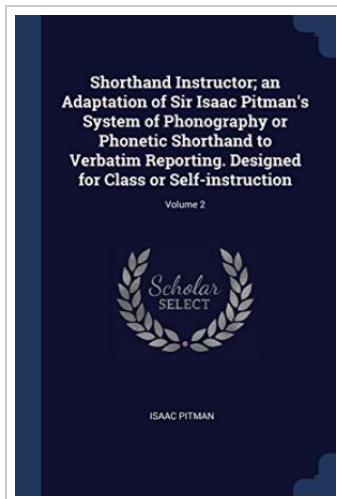 Shorthand Instructor; an
Adaptation of Sir Isaac Pitman's
System of Phonography or
Phonetic Shorthand to
Verbatim Reporting. Designed
for Class or Self-instruction
Volume 2
Scholar
SELECT
ISAAC PITMAN